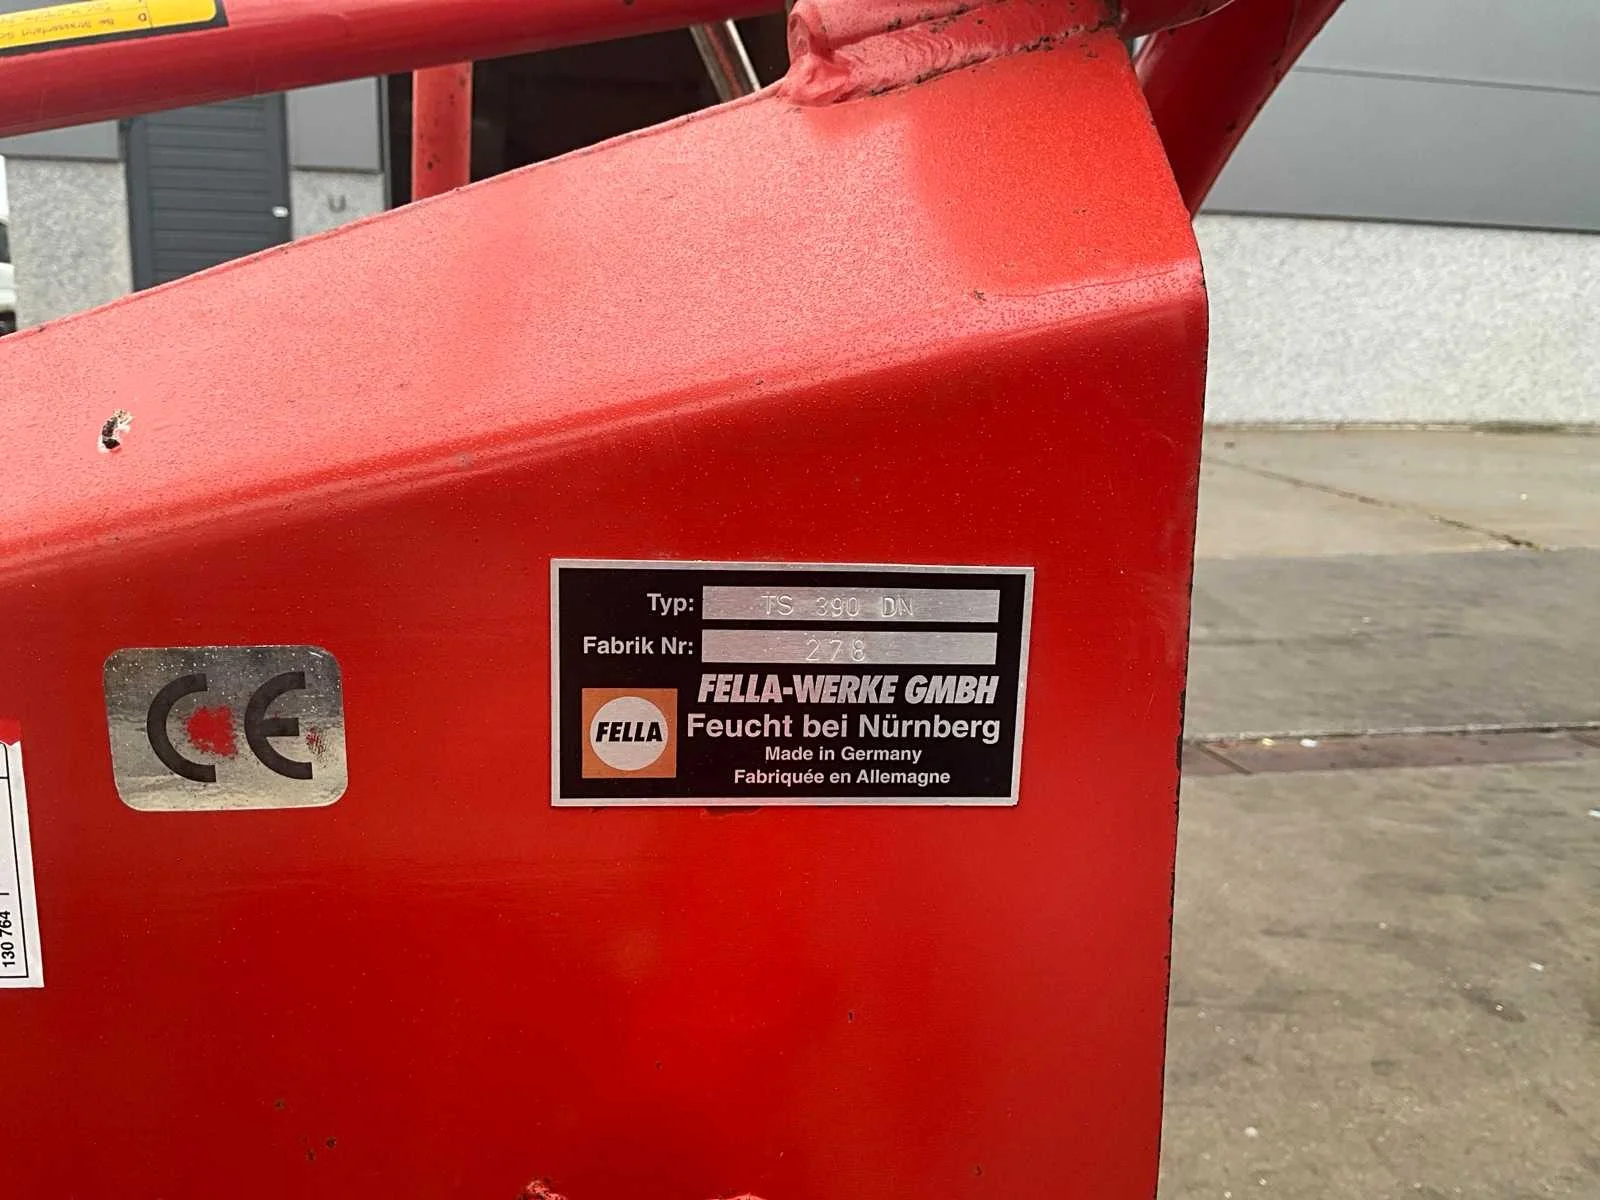 Typ: TS 390 DN
Fabrik Nr: 278
FELLA-WERKE GMBH
FELLA
Feucht bei Nürnberg
Made in Germany
Fabriquée en Allemagne
CE
130 764